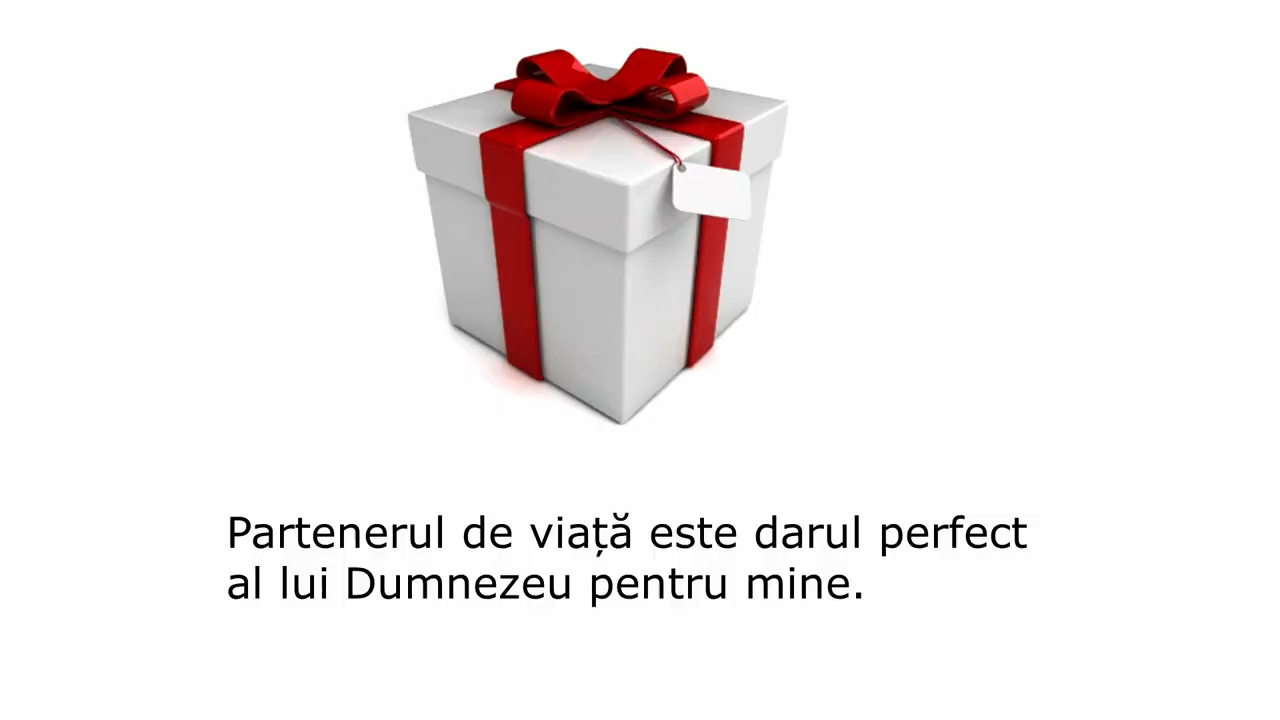 Partenerul de viață este darul perfect
al lui Dumnezeu pentru mine.